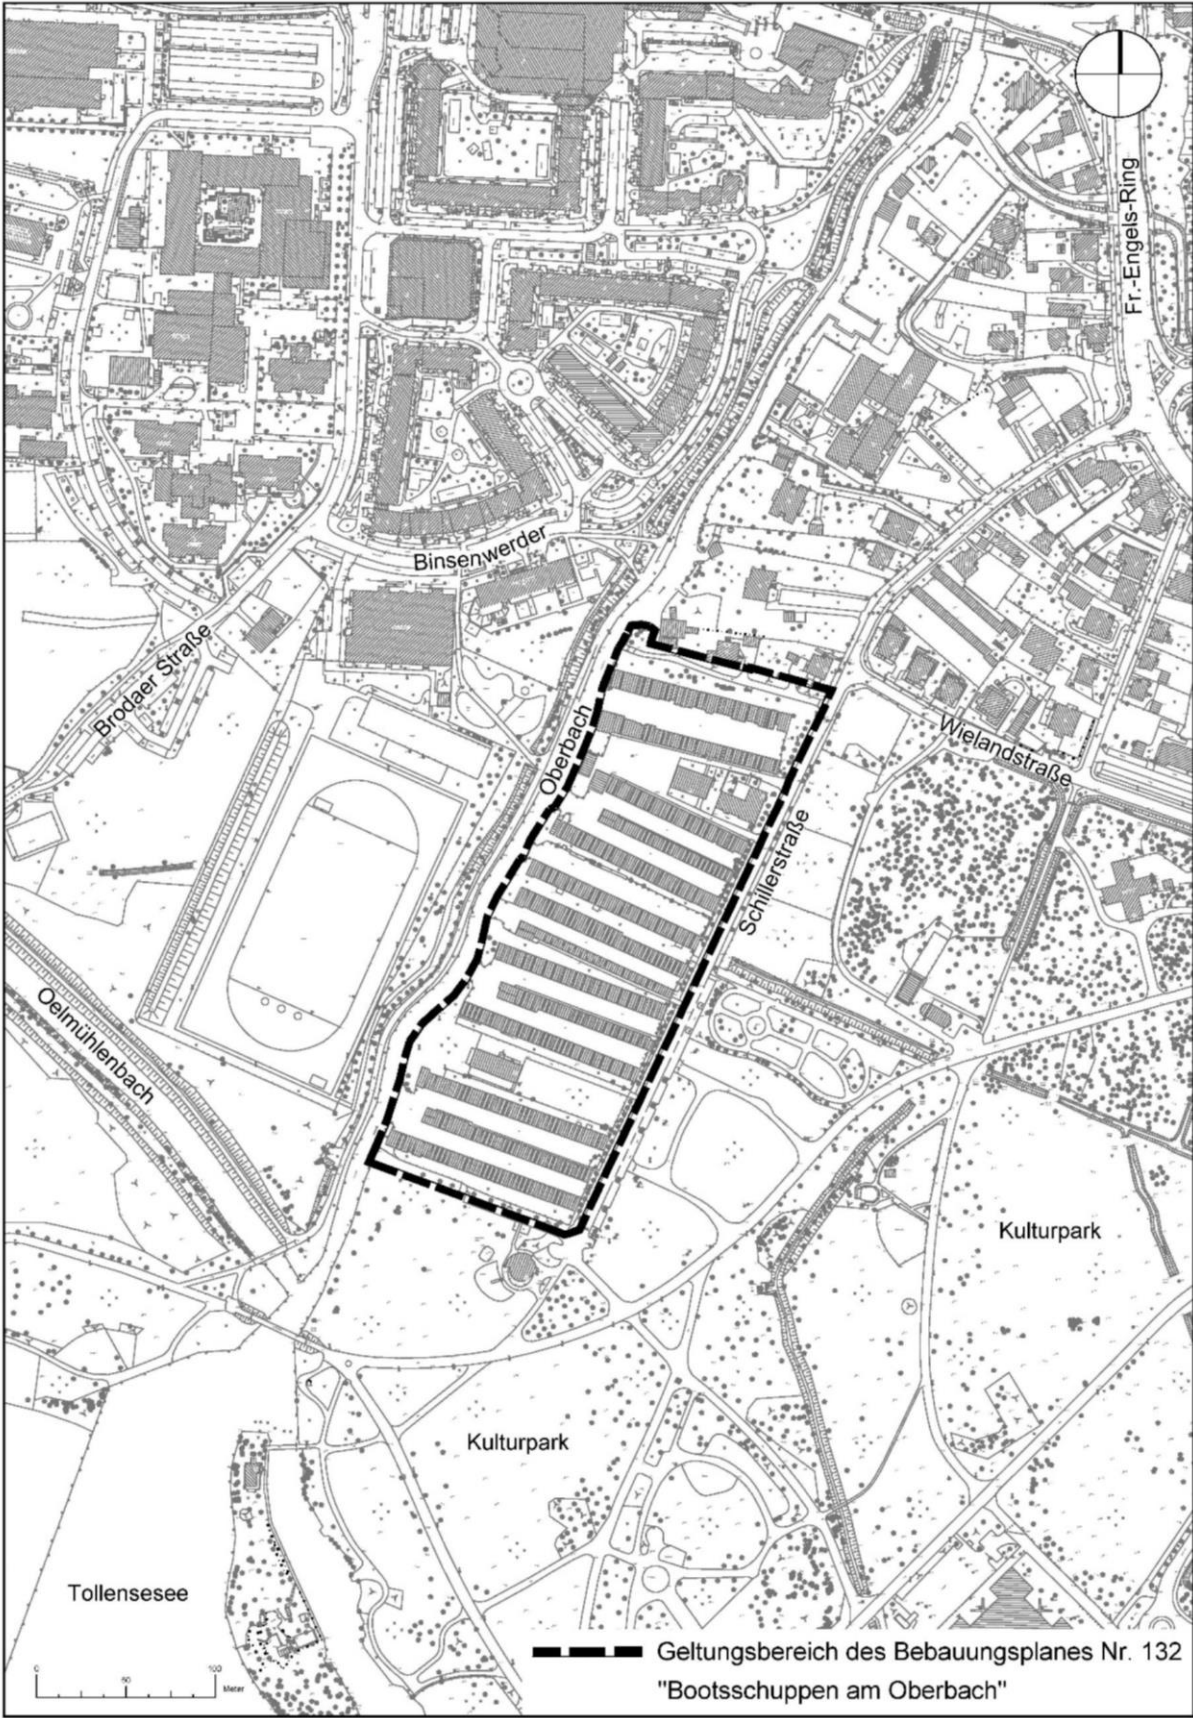 Fr.-Engels-Ring
Binsenwerder
Brodaer Straße
Oberbach
Wielandstraße
Schillerstraße
Oelmühlenbach
Kulturpark
Kulturpark
Tollensesee
0 50 100
Meter
Geltungsbereich des Bebauungsplanes Nr. 132
"Bootsschuppen am Oberbach"